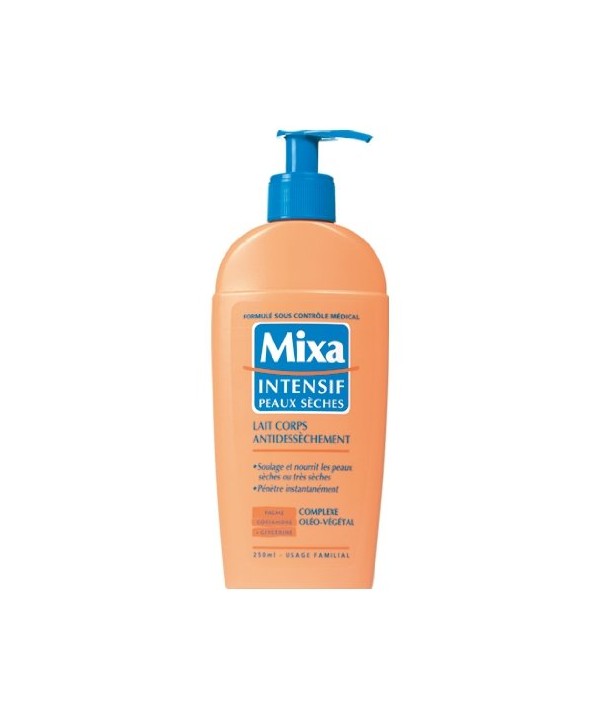 FORMULÉ SOUS CONTRÔLE MÉDICAL
Mixa
INTENSIF
PEAUX SÈCHES
LAIT CORPS
ANTIDESSÈCHEMENT
•Soulage et nourrit les peaux
sèches ou très sèches
•Pénètre instantanément
COMPLEXE
OLÉO-VÉGÉTAL
250ml - USAGE FAMILIAL